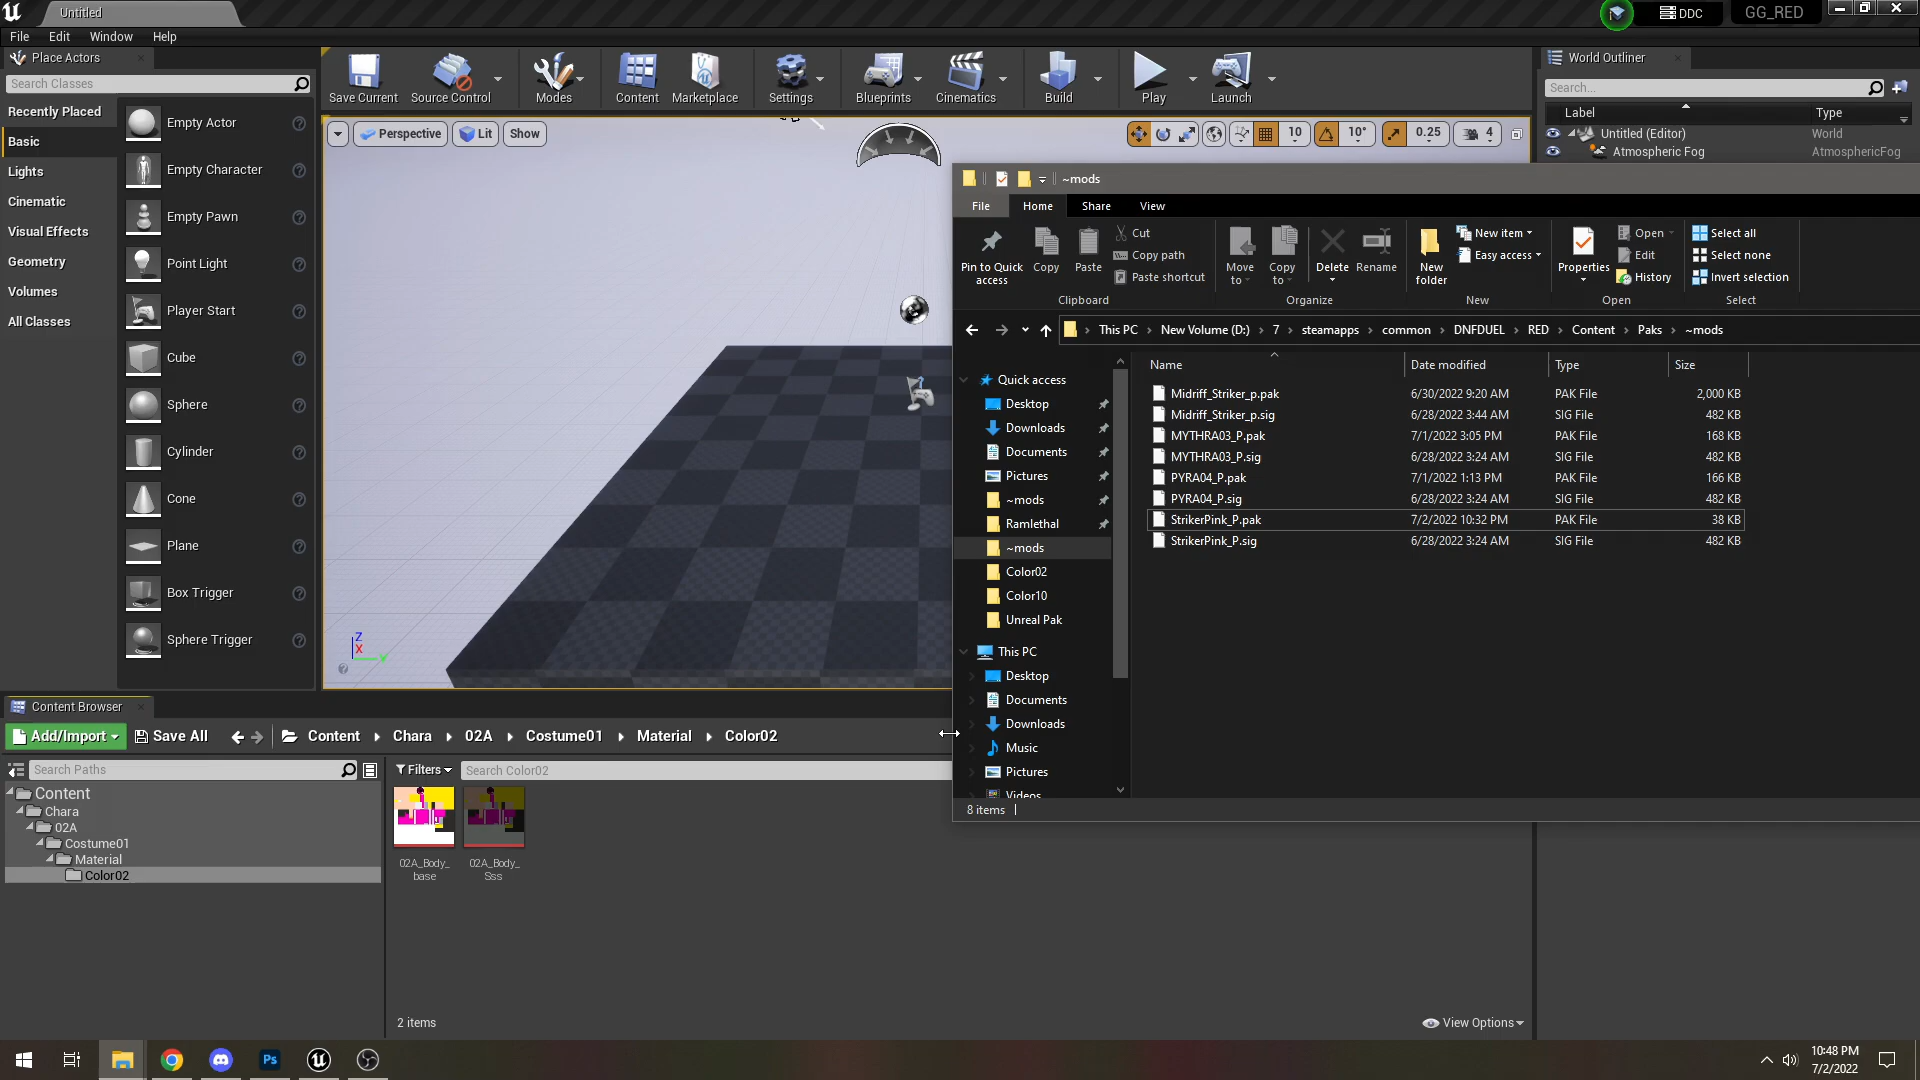 Untitled
DDC
GG_RED
File Edit Window Help
Place Actors
Search Classes
Recently Placed
Basic
Lights
Cinematic
Visual Effects
Geometry
Volumes
All Classes
Empty Actor
Empty Character
Empty Pawn
Point Light
Player Start
Cube
Sphere
Cylinder
Cone
Plane
Box Trigger
Sphere Trigger
Save Current
Source Control
Modes
Content
Marketplace
Settings
Blueprints
Cinematics
Build
Play
Launch
Perspective Lit Show
10 10° 0.25 4
Z
X
World Outliner
Search...
Label Type
Untitled (Editor) World
Atmospheric Fog AtmosphericFog
~mods
File Home Share View
Pin to Quick access
Copy
Paste
Cut
Copy path
Paste shortcut
Clipboard
Move to
Copy to
Delete
Rename
Organize
New folder
New item
Easy access
New
Properties
Open
Edit
History
Open
Select all
Select none
Invert selection
Select
This PC New Volume (D:) 7 steamapps common DNFDUEL RED Content Paks ~mods
Quick access
Desktop
Downloads
Documents
Pictures
~mods
Ramlethal
~mods
Color02
Color10
Unreal Pak
This PC
Desktop
Documents
Downloads
Music
Pictures
Videos
Name Date modified Type Size
Midriff_Striker_p.pak 6/30/2022 9:20 AM PAK File 2,000 KB
Midriff_Striker_p.sig 6/28/2022 3:44 AM SIG File 482 KB
MYTHRA03_P.pak 7/1/2022 3:05 PM PAK File 168 KB
MYTHRA03_P.sig 6/28/2022 3:24 AM SIG File 482 KB
PYRA04_P.pak 7/1/2022 1:13 PM PAK File 166 KB
PYRA04_P.sig 6/28/2022 3:24 AM SIG File 482 KB
StrikerPink_P.pak 7/2/2022 10:32 PM PAK File 38 KB
StrikerPink_P.sig 6/28/2022 3:24 AM SIG File 482 KB
8 items
Content Browser
Add/Import Save All Content Chara 02A Costume01 Material Color02
Search Paths
Filters Search Color02
Content
Chara
02A
Costume01
Material
Color02
02A_Body_
base
02A_Body_
Sss
2 items
View Options
Ps
10:48 PM
7/2/2022